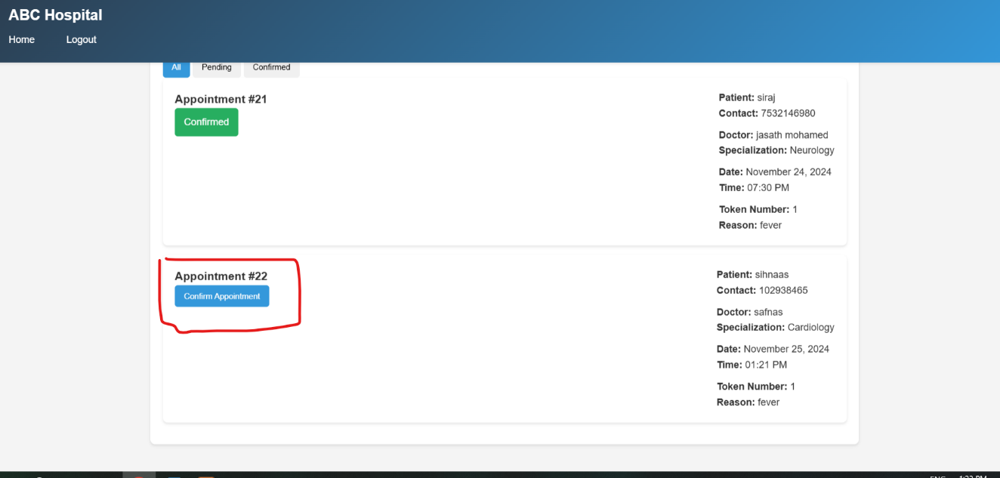 ABC Hospital
Home Logout
All Pending Confirmed
Appointment #21
Confirmed
Patient: siraj
Contact: 7532146980
Doctor: jasath mohamed
Specialization: Neurology
Date: November 24, 2024
Time: 07:30 PM
Token Number: 1
Reason: fever
Appointment #22
Confirm Appointment
Patient: sihnaas
Contact: 102938465
Doctor: safnas
Specialization: Cardiology
Date: November 25, 2024
Time: 01:21 PM
Token Number: 1
Reason: fever